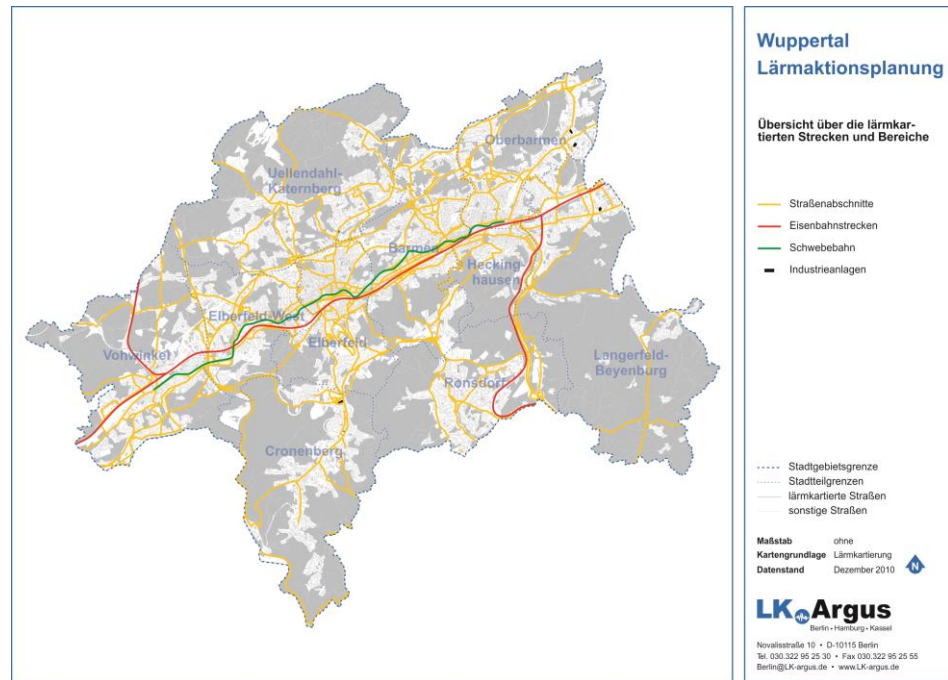 Oberbarmen
Uellendahl-
Katernberg
Barmen
Hecking-
hausen
Elberfeld-West
Vohwinkel
Elberfeld
Langerfeld-
Beyenburg
Ronsdorf
Cronenberg
Wuppertal
Lärmaktionsplanung
Übersicht über die lärmkar-
tierten Strecken und Bereiche
Straßenabschnitte
Eisenbahnstrecken
Schwebebahn
Industrieanlagen
Stadtgebietsgrenze
Stadtteilgrenzen
lärmkartierte Straßen
sonstige Straßen
Maßstab ohne
Kartengrundlage Lärmkartierung
Datenstand Dezember 2010
N
LK Argus
Berlin • Hamburg • Kassel
Novalisstraße 10 • D-10115 Berlin
Tel. 030.322 95 25 30 • Fax 030.322 95 25 55
Berlin@LK-argus.de • www.LK-argus.de